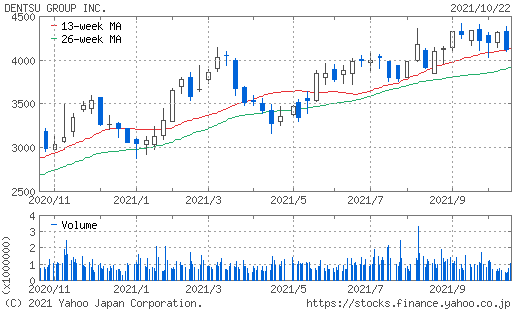 DENTSU GROUP INC. 2021/10/22
4500
4000
3500
3000
2500
13-week MA
26-week MA
2020/11 2021/1 2021/3 2021/5 2021/7 2021/9
4
3
2
1
0
(x10000000)
Volume
2020/11 2021/1 2021/3 2021/5 2021/7 2021/9
(C) 2021 Yahoo Japan Corporation. https://stocks.finance.yahoo.co.jp/